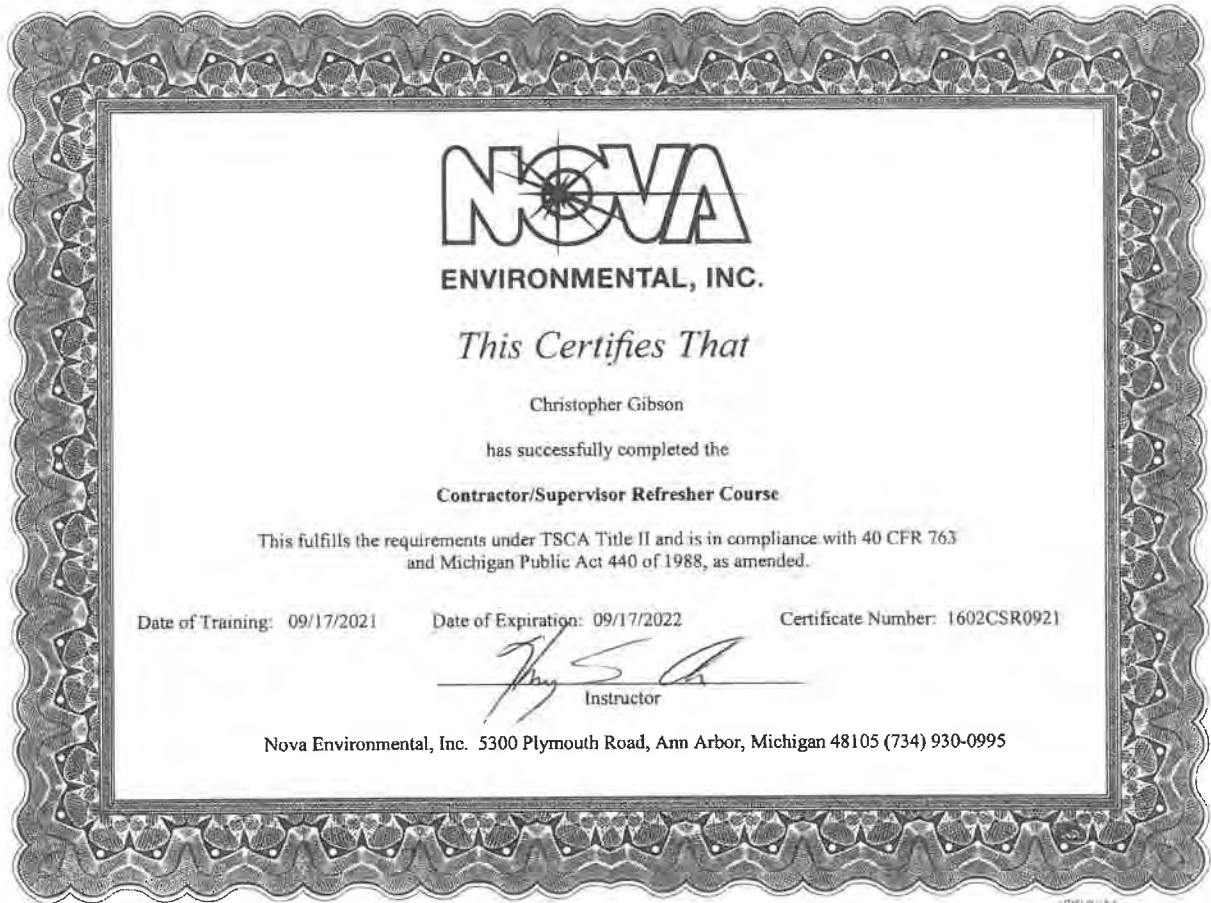 NOVA
ENVIRONMENTAL, INC.
This Certifies That
Christopher Gibson
has successfully completed the
Contractor/Supervisor Refresher Course
This fulfills the requirements under TSCA Title II and is in compliance with 40 CFR 763
and Michigan Public Act 440 of 1988, as amended.
Date of Training: 09/17/2021 Date of Expiration: 09/17/2022 Certificate Number: 1602CSR0921
Instructor
Nova Environmental, Inc. 5300 Plymouth Road, Ann Arbor, Michigan 48105 (734) 930-0995